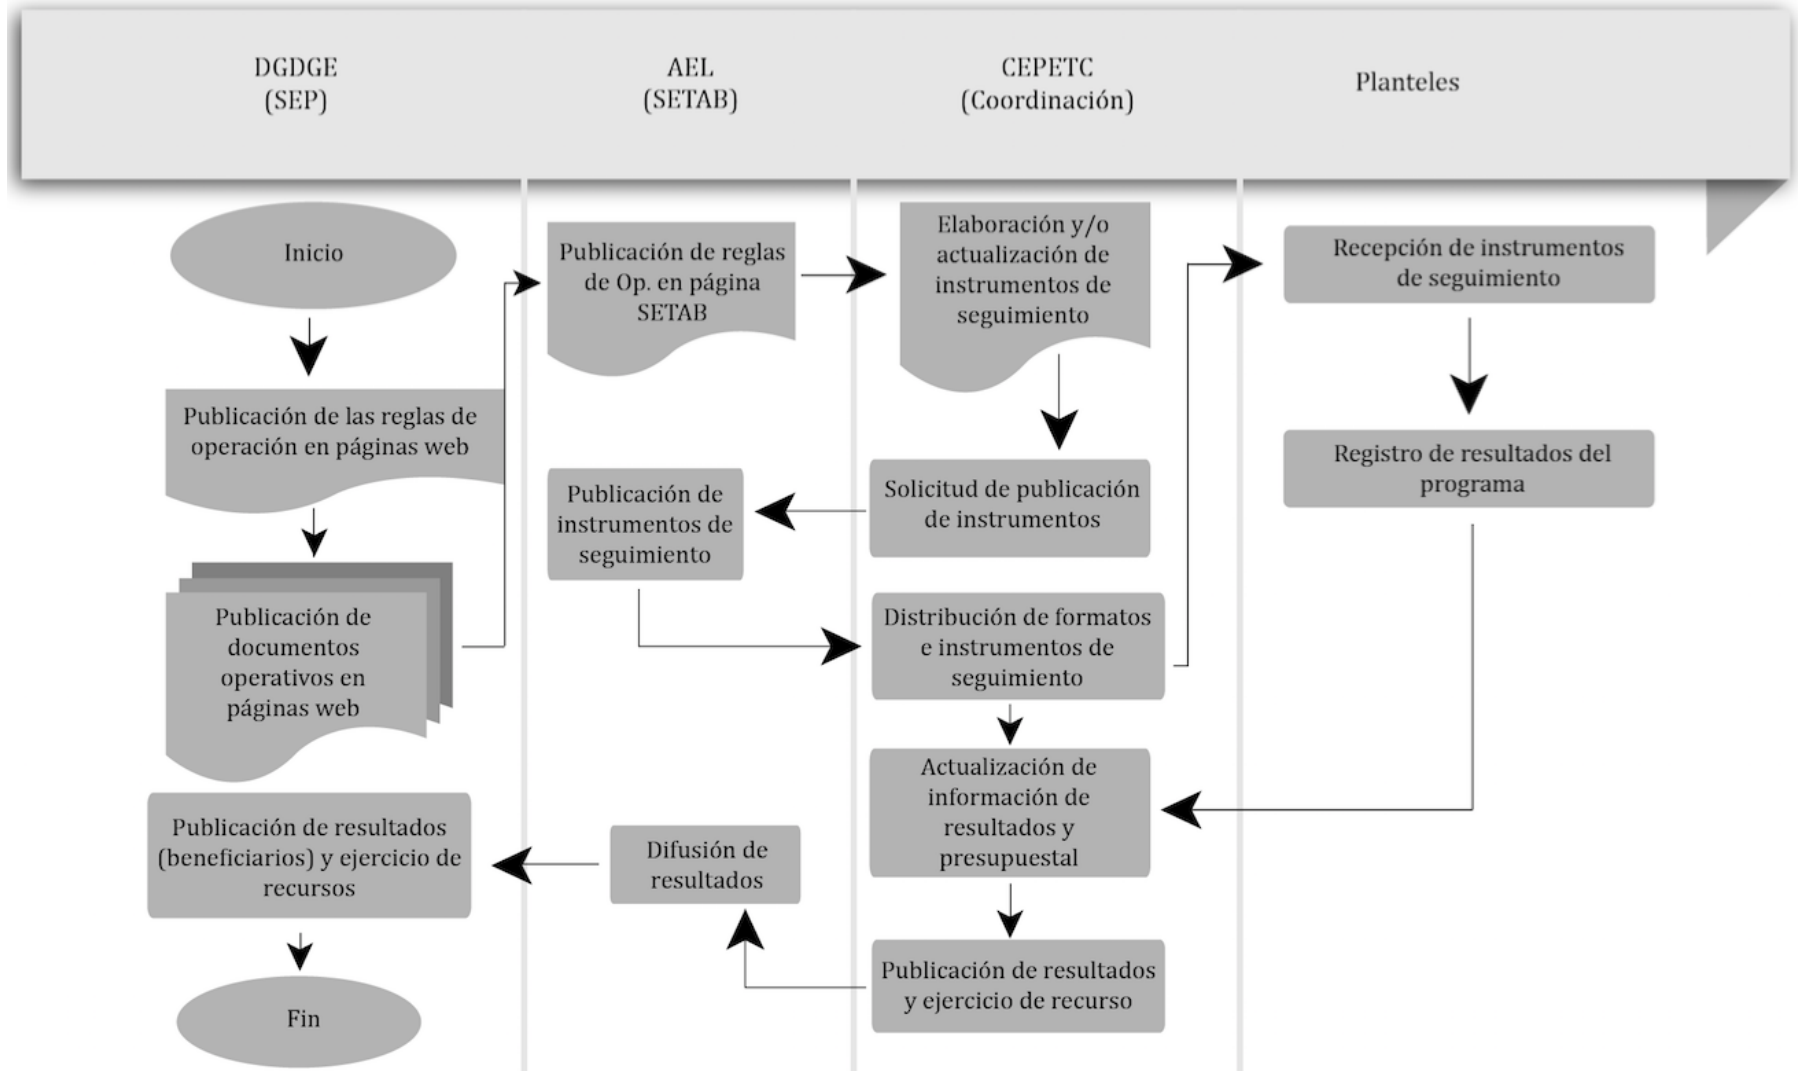 DGDGE
(SEP)
AEL
(SETAB)
CEPETC
(Coordinación)
Planteles
Inicio
Publicación de las reglas de
operación en páginas web
Publicación de
documentos
operativos en
páginas web
Publicación de reglas
de Op. en página
SETAB
Elaboración y/o
actualización de
instrumentos de
seguimiento
Solicitud de publicación
de instrumentos
Publicación de
instrumentos de
seguimiento
Distribución de formatos
e instrumentos de
seguimiento
Recepción de instrumentos
de seguimiento
Registro de resultados del
programa
Actualización de
información de
resultados y
presupuestal
Publicación de resultados
y ejercicio de recurso
Difusión de
resultados
Publicación de resultados
(beneficiarios) y ejercicio de
recursos
Fin